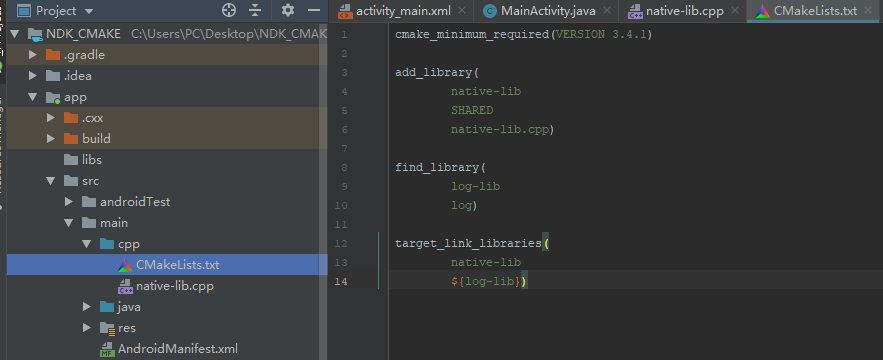 Project
NDK_CMAKE C:\Users\PC\Desktop\NDK_CM
.gradle
.idea
app
.cxx
build
libs
src
androidTest
main
cpp
CMakeLists.txt
native-lib.cpp
java
res
AndroidManifest.xml
activity_main.xml
MainActivity.java
native-lib.cpp
CMakeLists.txt
1 cmake_minimum_required(VERSION 3.4.1)
2
3 add_library(
4 native-lib
5 SHARED
6 native-lib.cpp)
7
8 find_library(
9 log-lib
10 log)
11
12 target_link_libraries(
13 native-lib
14 ${log-lib})